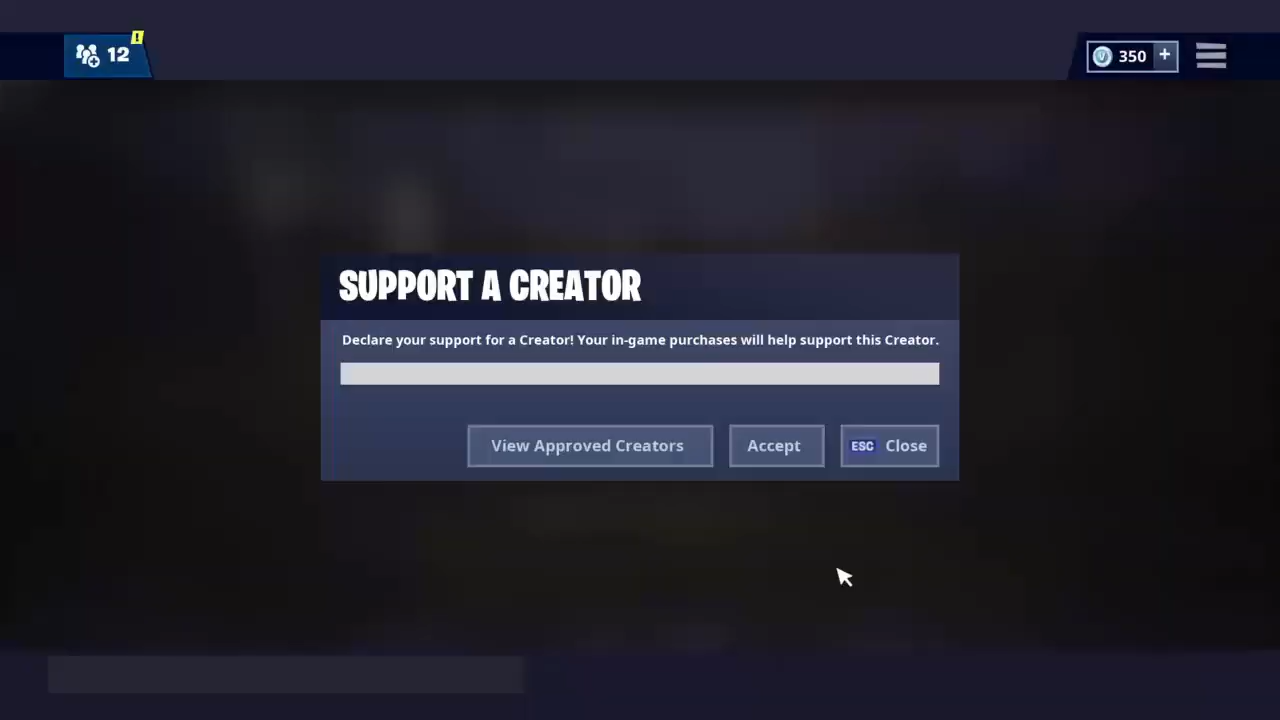 12
!
350 +
SUPPORT A CREATOR
Declare your support for a Creator! Your in-game purchases will help support this Creator.
View Approved Creators
Accept
ESC Close